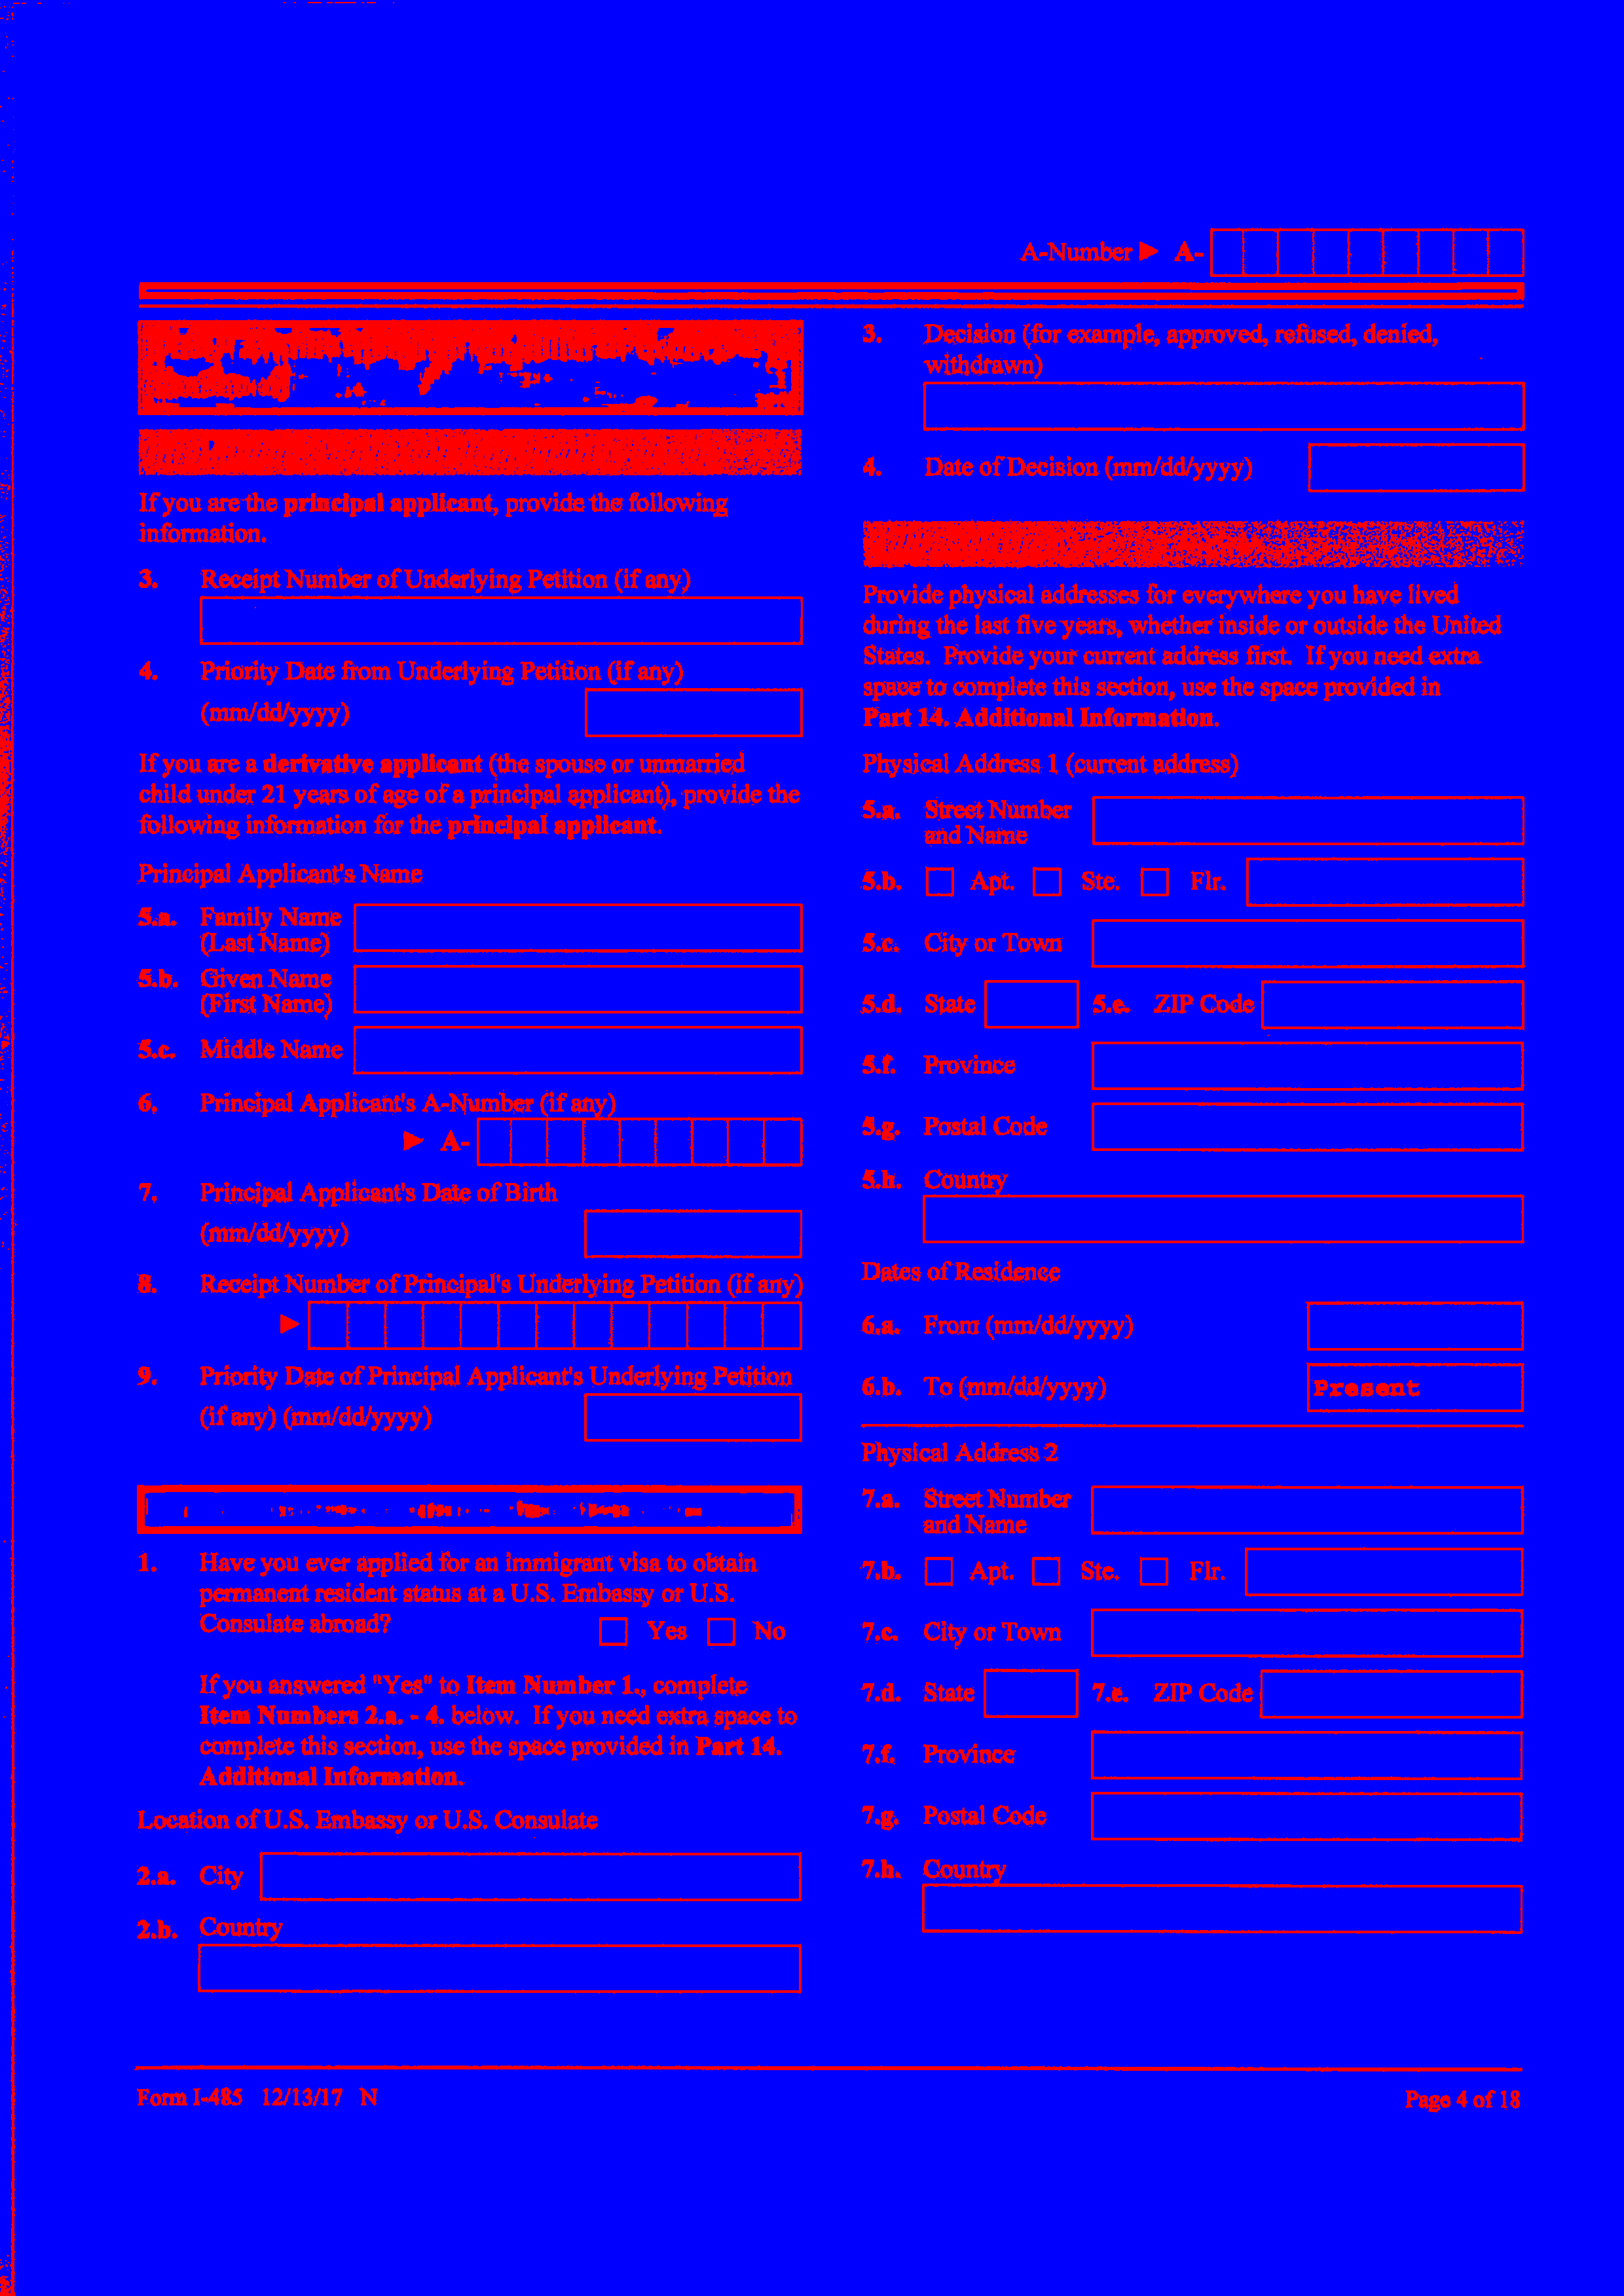 A-Number ► A-
If you are the principal applicant, provide the following
information.
3. Receipt Number of Underlying Petition (if any)
4. Priority Date from Underlying Petition (if any)
(mm/dd/yyyy)
If you are a derivative applicant (the spouse or unmarried
child under 21 years of age of a principal applicant), provide the
following information for the principal applicant.
Principal Applicant's Name
5.a. Family Name
(Last Name)
5.b. Given Name
(First Name)
5.c. Middle Name
6. Principal Applicant's A-Number (if any)
► A-
7. Principal Applicant's Date of Birth
(mm/dd/yyyy)
8. Receipt Number of Principal's Underlying Petition (if any)
►
9. Priority Date of Principal Applicant's Underlying Petition
(if any) (mm/dd/yyyy)
1. Have you ever applied for an immigrant visa to obtain
permanent resident status at a U.S. Embassy or U.S.
Consulate abroad? Yes No
If you answered "Yes" to Item Number 1., complete
Item Numbers 2.a. - 4. below. If you need extra space to
complete this section, use the space provided in Part 14.
Additional Information.
Location of U.S. Embassy or U.S. Consulate
2.a. City
2.b. Country
3. Decision (for example, approved, refused, denied,
withdrawn)
4. Date of Decision (mm/dd/yyyy)
Provide physical addresses for everywhere you have lived
during the last five years, whether inside or outside the United
States. Provide your current address first. If you need extra
space to complete this section, use the space provided in
Part 14. Additional Information.
Physical Address 1 (current address)
5.a. Street Number
and Name
5.b. Apt. Ste. Flr.
5.c. City or Town
5.d. State 5.e. ZIP Code
5.f. Province
5.g. Postal Code
5.h. Country
Dates of Residence
6.a. From (mm/dd/yyyy)
6.b. To (mm/dd/yyyy) Present
Physical Address 2
7.a. Street Number
and Name
7.b. Apt. Ste. Flr.
7.c. City or Town
7.d. State 7.e. ZIP Code
7.f. Province
7.g. Postal Code
7.h. Country
Form I-485 12/13/17 N
Page 4 of 18